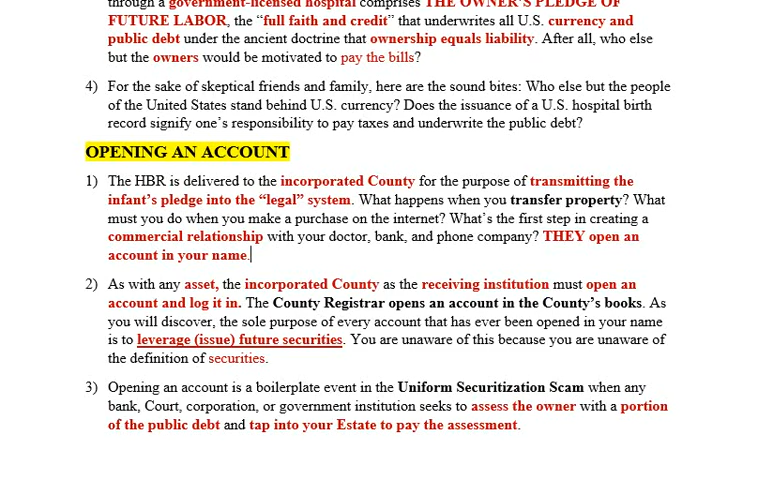 through a government-licensed hospital comprises THE OWNER'S PLEDGE OF
FUTURE LABOR, the “full faith and credit” that underwrites all U.S. currency and
public debt under the ancient doctrine that ownership equals liability. After all, who else
but the owners would be motivated to pay the bills?
4) For the sake of skeptical friends and family, here are the sound bites: Who else but the people
of the United States stand behind U.S. currency? Does the issuance of a U.S. hospital birth
record signify one’s responsibility to pay taxes and underwrite the public debt?
OPENING AN ACCOUNT
1) The HBR is delivered to the incorporated County for the purpose of transmitting the
infant’s pledge into the “legal” system. What happens when you transfer property? What
must you do when you make a purchase on the internet? What’s the first step in creating a
commercial relationship with your doctor, bank, and phone company? THEY open an
account in your name.
2) As with any asset, the incorporated County as the receiving institution must open an
account and log it in. The County Registrar opens an account in the County’s books. As
you will discover, the sole purpose of every account that has ever been opened in your name
is to leverage (issue) future securities. You are unaware of this because you are unaware of
the definition of securities.
3) Opening an account is a boilerplate event in the Uniform Securitization Scam when any
bank, Court, corporation, or government institution seeks to assess the owner with a portion
of the public debt and tap into your Estate to pay the assessment.